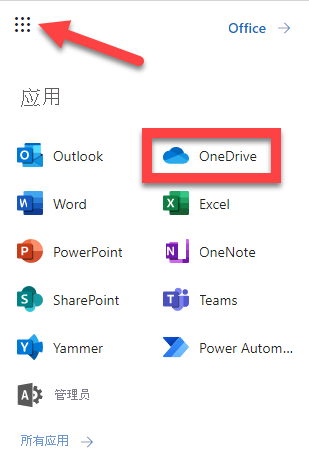 Office →
应用
Outlook OneDrive
Word Excel
PowerPoint OneNote
SharePoint Teams
Yammer Power Autom...
管理员
所有应用 →